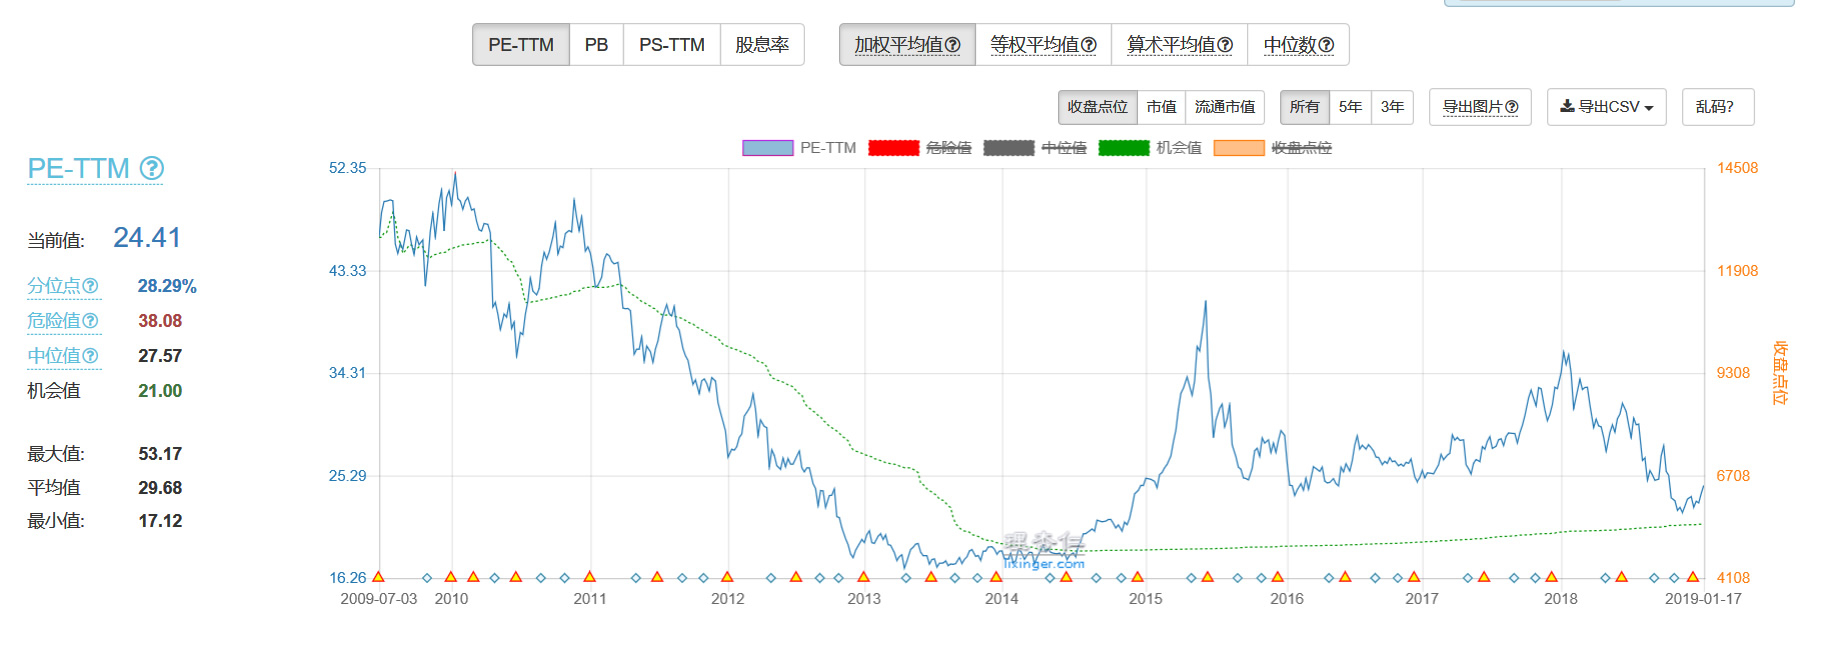 PE-TTM PB PS-TTM 股息率 加权平均值? 等权平均值? 算术平均值? 中位数?
收盘点位 市值 流通市值 所有 5年 3年 导出图片? 导出CSV 乱码?
PE-TTM 危险值 中位值 机会值 收盘点位
PE-TTM ?
当前值: 24.41
分位点? 28.29%
危险值? 38.08
中位值? 27.57
机会值 21.00
最大值: 53.17
平均值 29.68
最小值: 17.12
52.35
43.33
34.31
25.29
16.26
14508
11908
9308
6708
4108
收盘点位
理杏仁
lixinger.com
2009-07-03 2010 2011 2012 2013 2014 2015 2016 2017 2018 2019-01-17